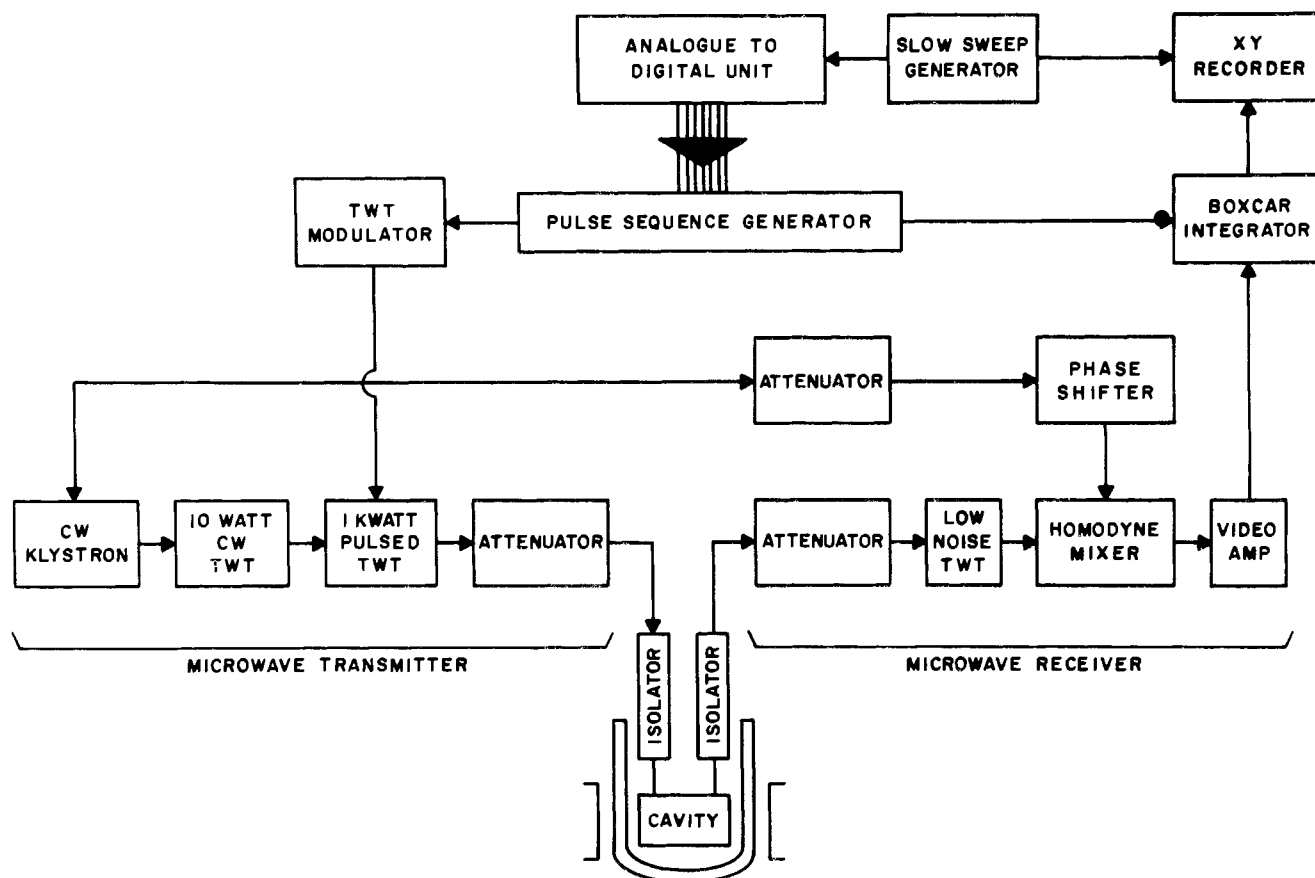 ANALOGUE TO
DIGITAL UNIT
SLOW SWEEP
GENERATOR
XY
RECORDER
TWT
MODULATOR
PULSE SEQUENCE GENERATOR
BOXCAR
INTEGRATOR
ATTENUATOR
PHASE
SHIFTER
CW
KLYSTRON
10 WATT
CW
TWT
1 KWATT
PULSED
TWT
ATTENUATOR
ATTENUATOR
LOW
NOISE
TWT
HOMODYNE
MIXER
VIDEO
AMP
MICROWAVE TRANSMITTER
MICROWAVE RECEIVER
ISOLATOR
ISOLATOR
CAVITY